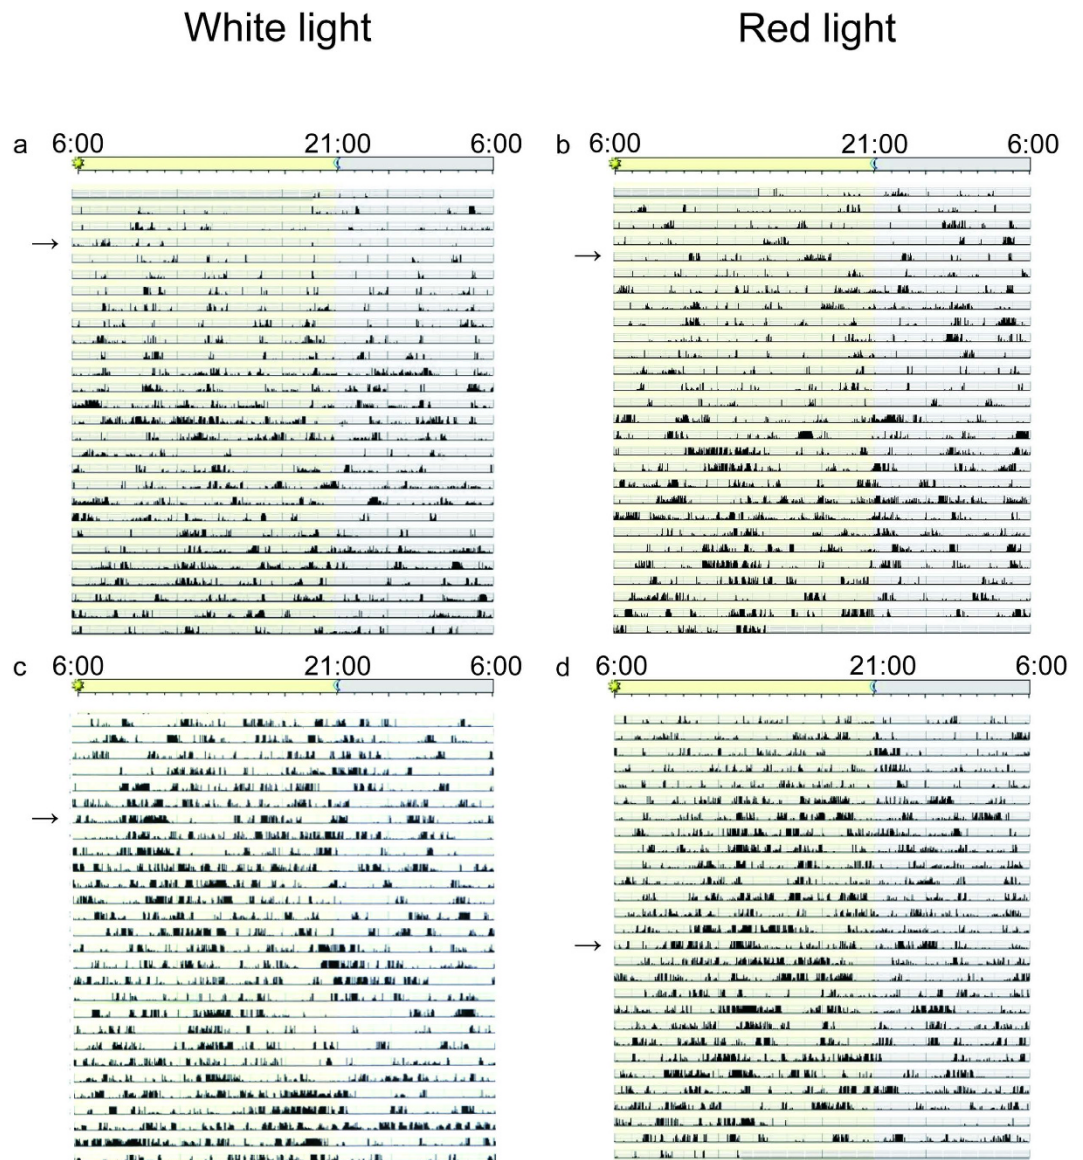 White light Red light
a 6:00 21:00 6:00 b 6:00 21:00 6:00
→ →
c 6:00 21:00 6:00 d 6:00 21:00 6:00
→ →